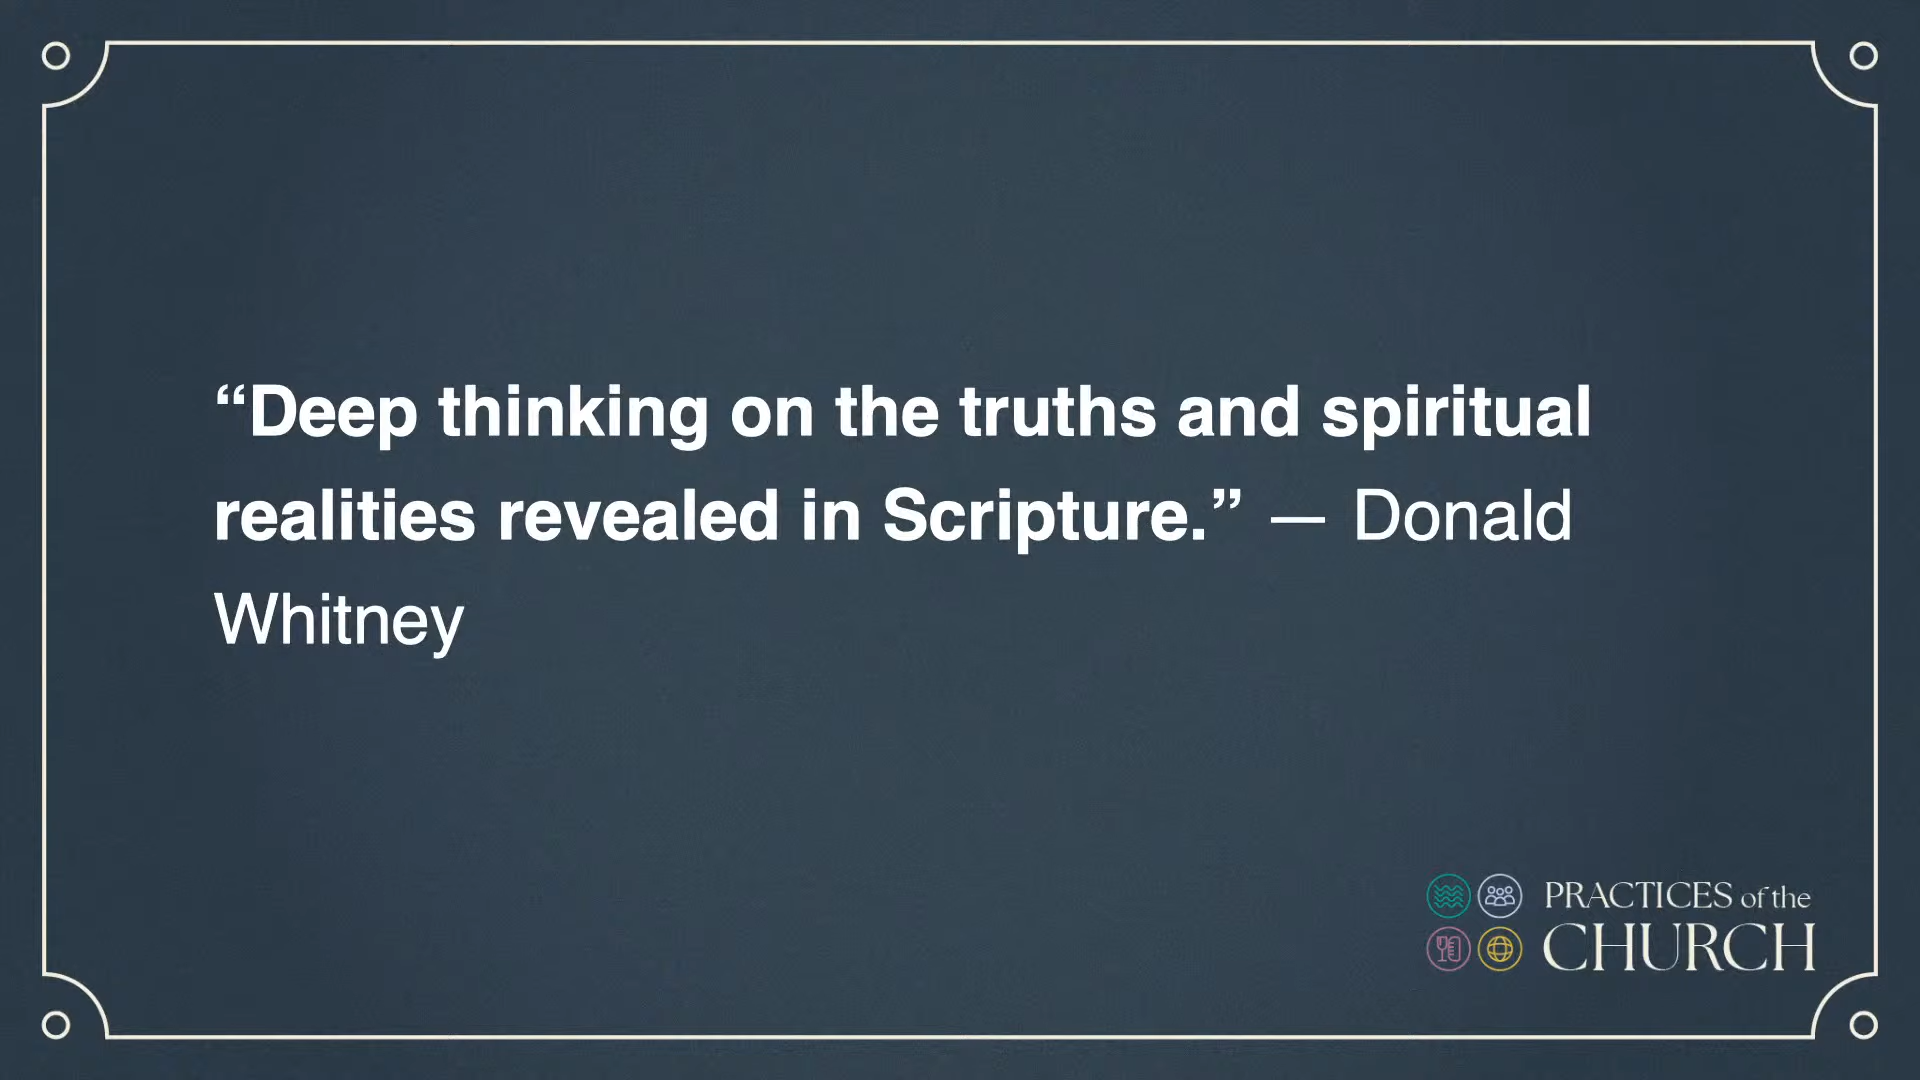 “Deep thinking on the truths and spiritual
realities revealed in Scripture.” — Donald
Whitney
PRACTICES of the
CHURCH